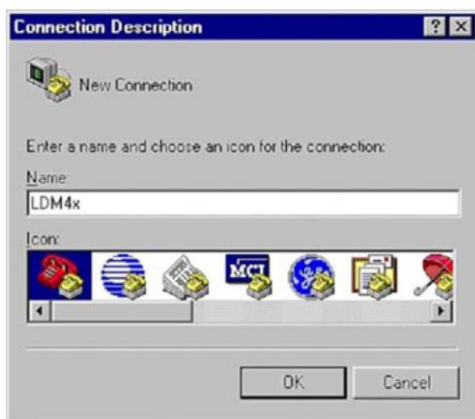 Connection Description
New Connection
Enter a name and choose an icon for the connection:
Name:
LDM4x
Icon:
MCI
OK
Cancel